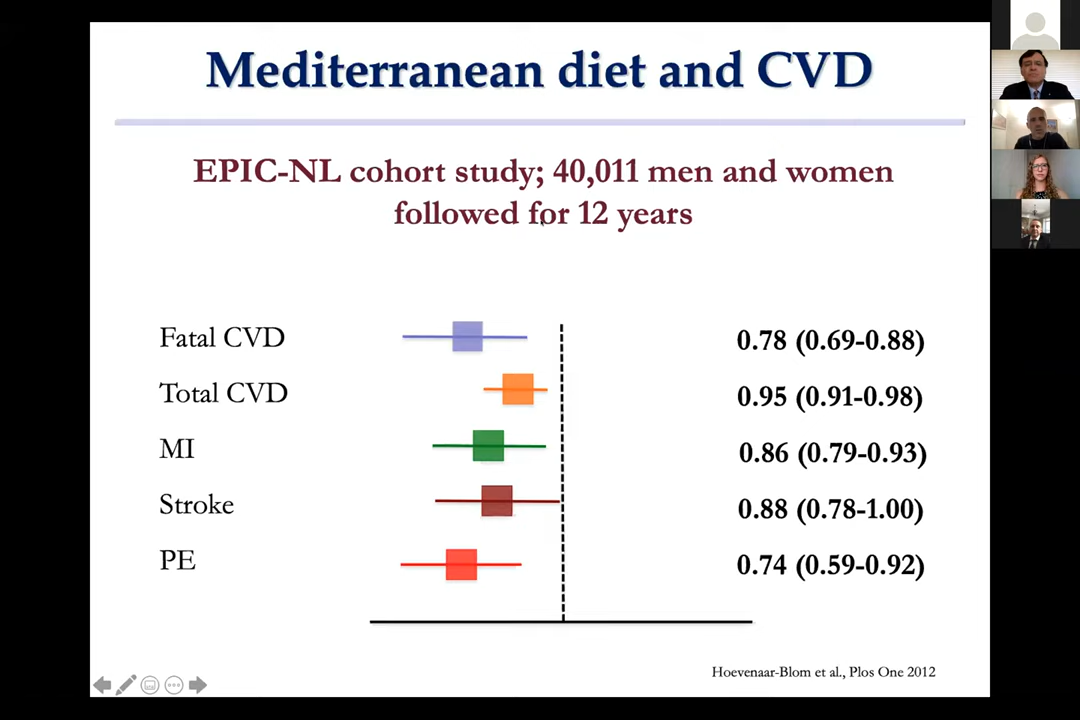 Mediterranean diet and CVD
EPIC-NL cohort study; 40,011 men and women
followed for 12 years
Fatal CVD 0.78 (0.69-0.88)
Total CVD 0.95 (0.91-0.98)
MI 0.86 (0.79-0.93)
Stroke 0.88 (0.78-1.00)
PE 0.74 (0.59-0.92)
Hoevenaar-Blom et al., Plos One 2012